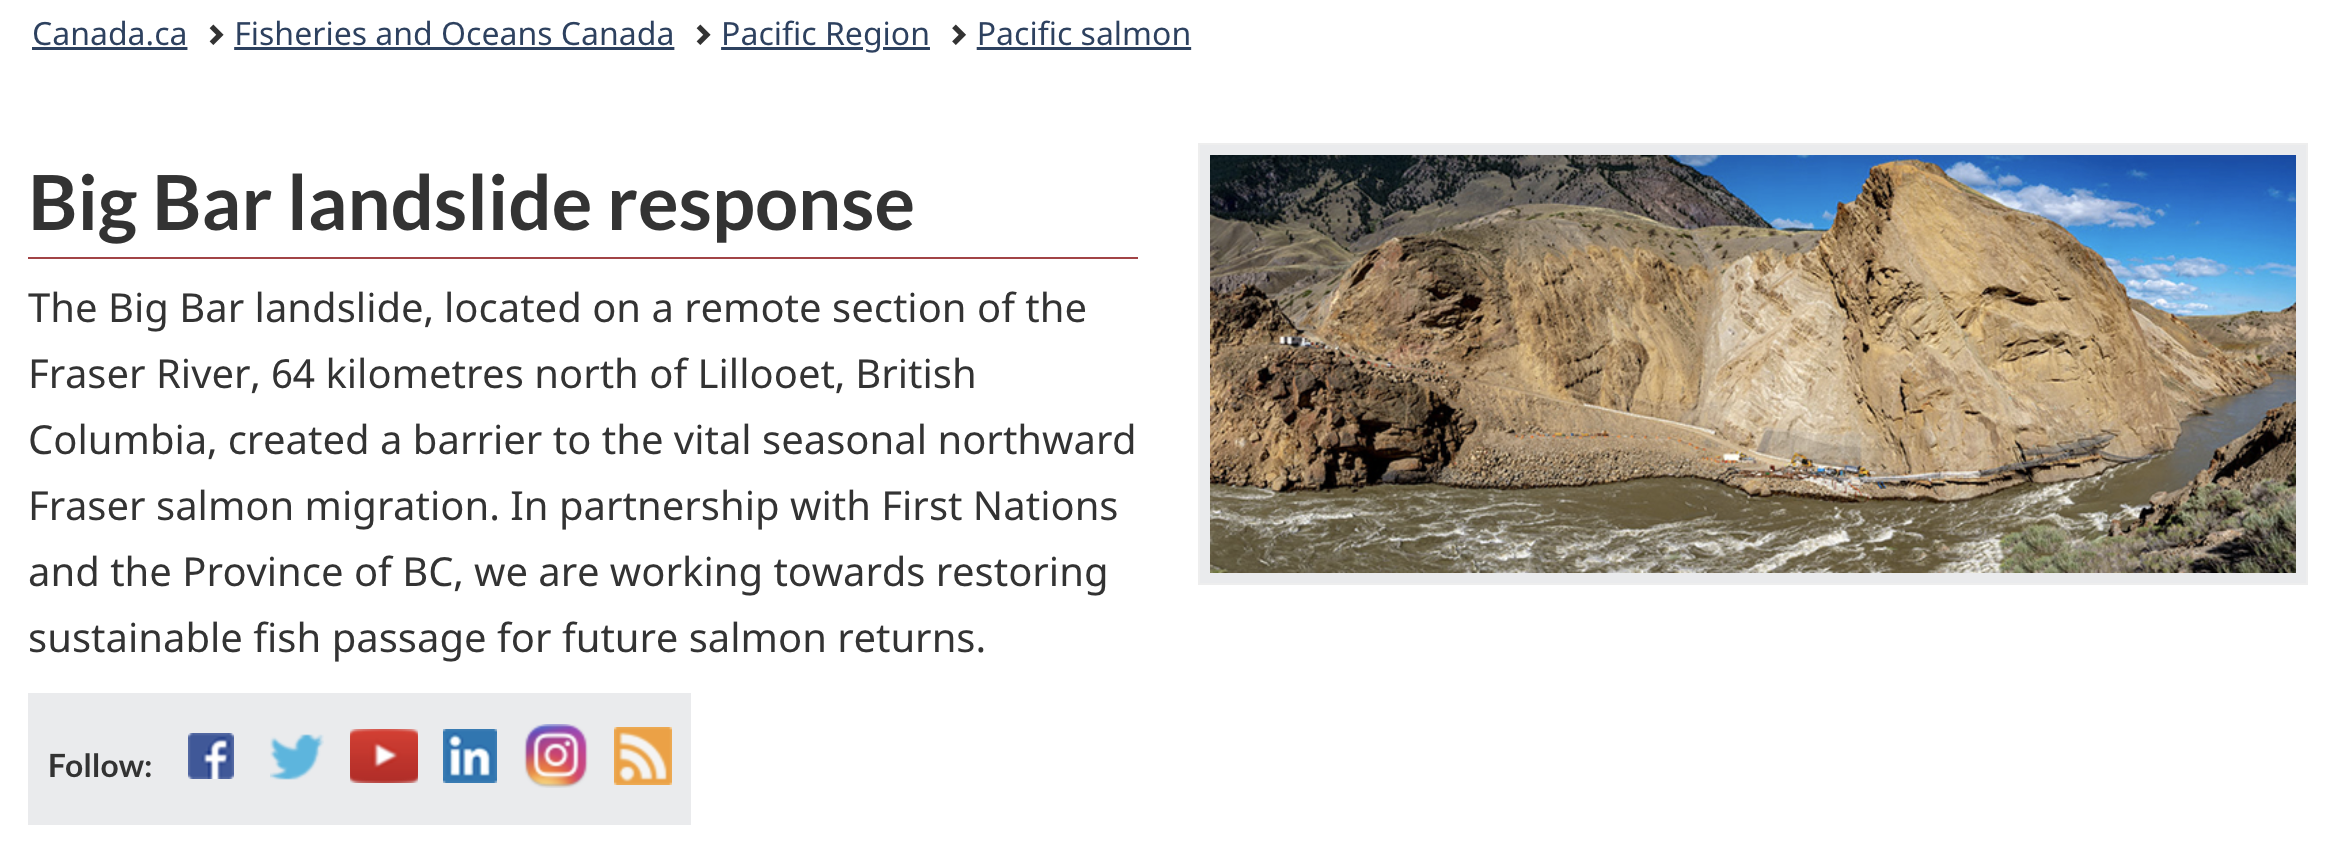 Canada.ca > Fisheries and Oceans Canada > Pacific Region > Pacific salmon
Big Bar landslide response
The Big Bar landslide, located on a remote section of the
Fraser River, 64 kilometres north of Lillooet, British
Columbia, created a barrier to the vital seasonal northward
Fraser salmon migration. In partnership with First Nations
and the Province of BC, we are working towards restoring
sustainable fish passage for future salmon returns.
Follow: